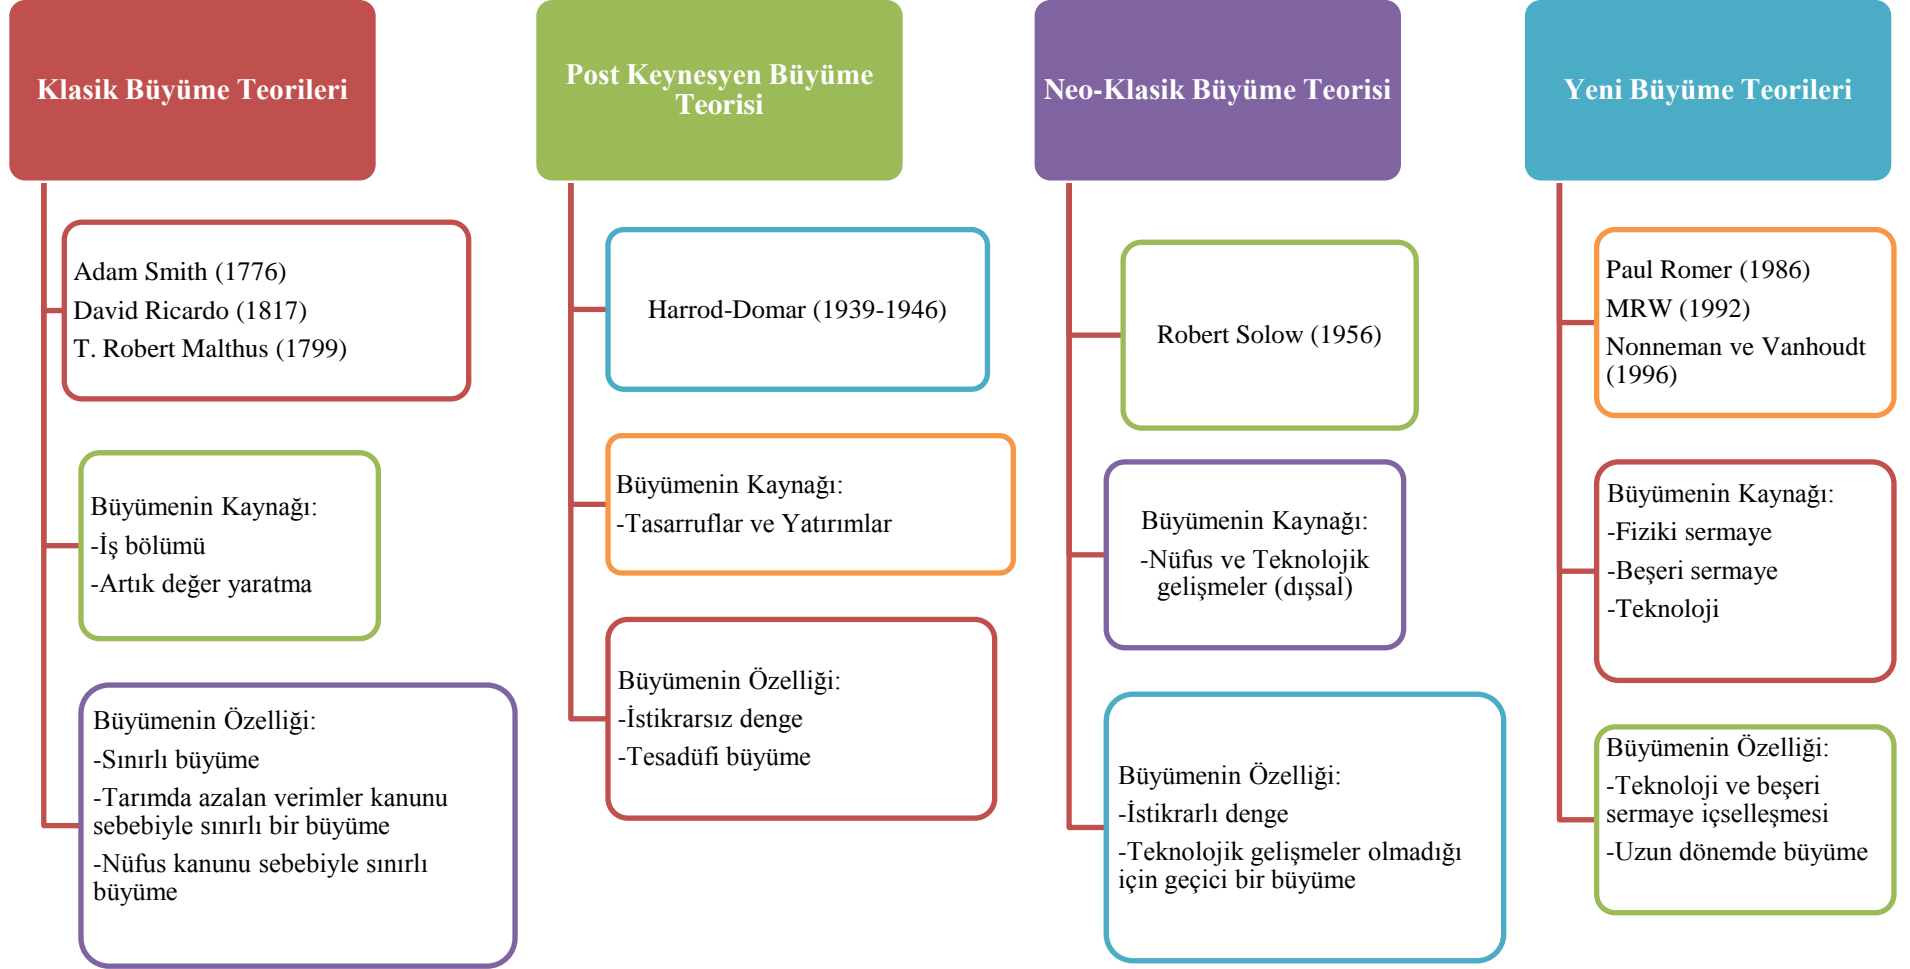 Klasik Büyüme Teorileri
Adam Smith (1776)
David Ricardo (1817)
T. Robert Malthus (1799)
Büyümenin Kaynağı:
-İş bölümü
-Artık değer yaratma
Büyümenin Özelliği:
-Sınırlı büyüme
-Tarımda azalan verimler kanunu
sebebiyle sınırlı bir büyüme
-Nüfus kanunu sebebiyle sınırlı
büyüme
Post Keynesyen Büyüme
Teorisi
Harrod-Domar (1939-1946)
Büyümenin Kaynağı:
-Tasarruflar ve Yatırımlar
Büyümenin Özelliği:
-İstikrarsız denge
-Tesadüfi büyüme
Neo-Klasik Büyüme Teorisi
Robert Solow (1956)
Büyümenin Kaynağı:
-Nüfus ve Teknolojik
gelişmeler (dışsal)
Büyümenin Özelliği:
-İstikrarlı denge
-Teknolojik gelişmeler olmadığı
için geçici bir büyüme
Yeni Büyüme Teorileri
Paul Romer (1986)
MRW (1992)
Nonneman ve Vanhoudt
(1996)
Büyümenin Kaynağı:
-Fiziki sermaye
-Beşeri sermaye
-Teknoloji
Büyümenin Özelliği:
-Teknoloji ve beşeri
sermaye içselleşmesi
-Uzun dönemde büyüme